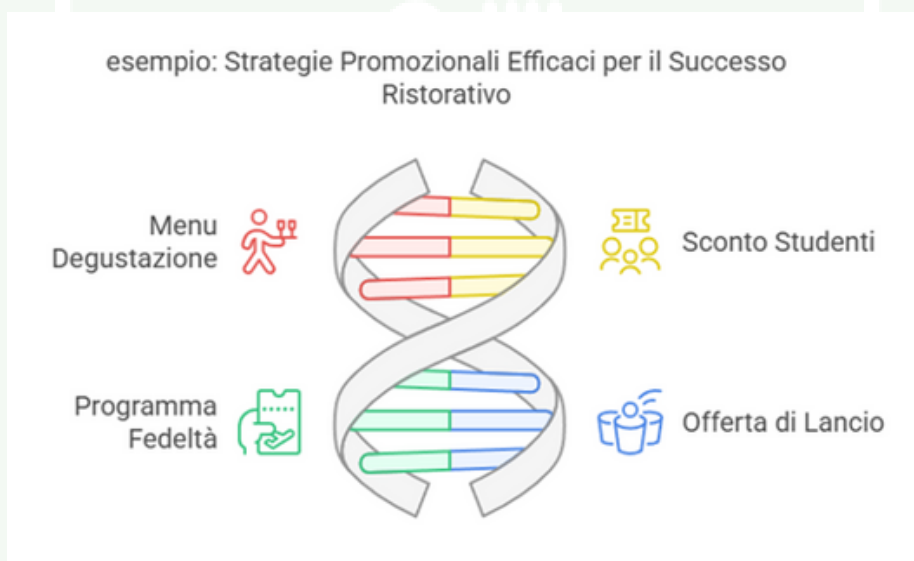 esempio: Strategie Promozionali Efficaci per il Successo
Ristorativo
Menu
Degustazione
Sconto Studenti
Programma
Fedeltà
Offerta di Lancio